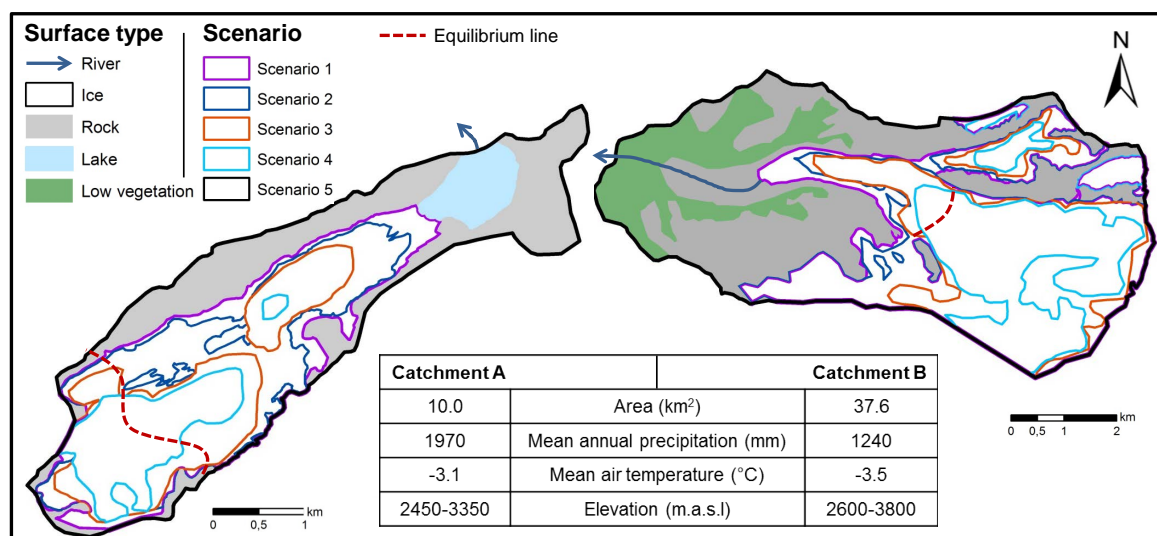 Surface type
River
Ice
Rock
Lake
Low vegetation
Scenario
Scenario 1
Scenario 2
Scenario 3
Scenario 4
Scenario 5
Equilibrium line
N
Catchment A Catchment B
10.0 Area (km²) 37.6
1970 Mean annual precipitation (mm) 1240
-3.1 Mean air temperature (°C) -3.5
2450-3350 Elevation (m.a.s.l) 2600-3800
km
0 0,5 1
km
0 0,5 1 2